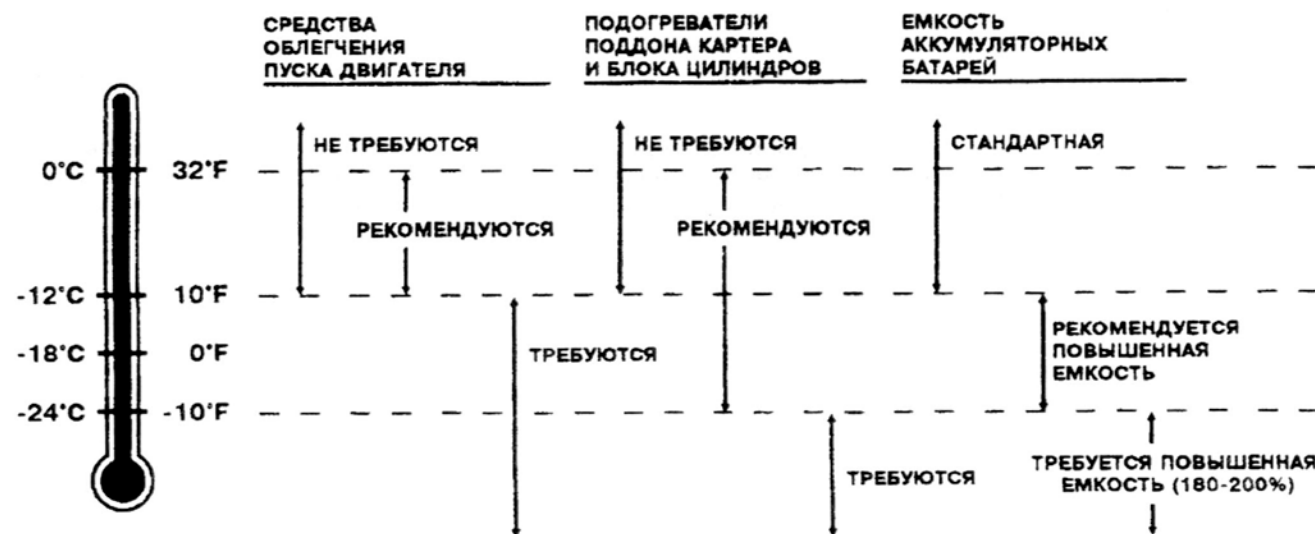 СРЕДСТВА
ОБЛЕГЧЕНИЯ
ПУСКА ДВИГАТЕЛЯ
ПОДОГРЕВАТЕЛИ
ПОДДОНА КАРТЕРА
И БЛОКА ЦИЛИНДРОВ
ЕМКОСТЬ
АККУМУЛЯТОРНЫХ
БАТАРЕЙ
НЕ ТРЕБУЮТСЯ
НЕ ТРЕБУЮТСЯ
СТАНДАРТНАЯ
0°C
32°F
РЕКОМЕНДУЮТСЯ
РЕКОМЕНДУЮТСЯ
-12°C
10°F
РЕКОМЕНДУЕТСЯ
ПОВЫШЕННАЯ
ЕМКОСТЬ
-18°C
0°F
ТРЕБУЮТСЯ
-24°C
-10°F
ТРЕБУЮТСЯ
ТРЕБУЕТСЯ ПОВЫШЕННАЯ
ЕМКОСТЬ (180-200%)